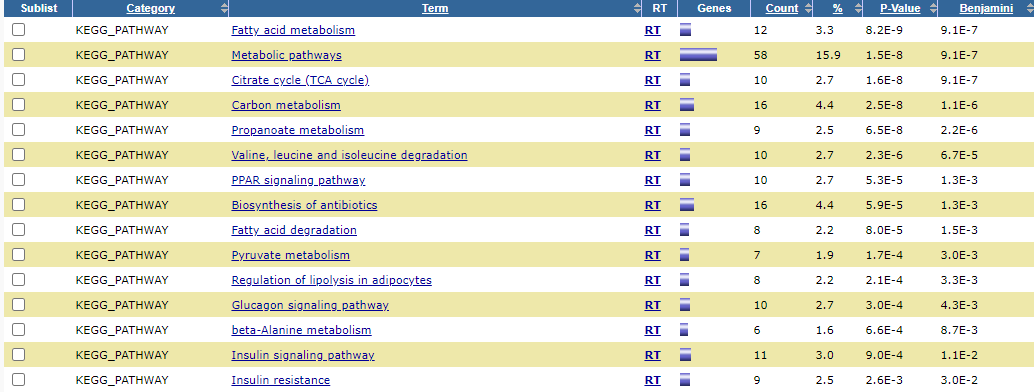 Sublist Category Term RT Genes Count % P-Value Benjamini
KEGG_PATHWAY Fatty acid metabolism RT 12 3.3 8.2E-9 9.1E-7
KEGG_PATHWAY Metabolic pathways RT 58 15.9 1.5E-8 9.1E-7
KEGG_PATHWAY Citrate cycle (TCA cycle) RT 10 2.7 1.6E-8 9.1E-7
KEGG_PATHWAY Carbon metabolism RT 16 4.4 2.5E-8 1.1E-6
KEGG_PATHWAY Propanoate metabolism RT 9 2.5 6.5E-8 2.2E-6
KEGG_PATHWAY Valine, leucine and isoleucine degradation RT 10 2.7 2.3E-6 6.7E-5
KEGG_PATHWAY PPAR signaling pathway RT 10 2.7 5.3E-5 1.3E-3
KEGG_PATHWAY Biosynthesis of antibiotics RT 16 4.4 5.9E-5 1.3E-3
KEGG_PATHWAY Fatty acid degradation RT 8 2.2 8.0E-5 1.5E-3
KEGG_PATHWAY Pyruvate metabolism RT 7 1.9 1.7E-4 3.0E-3
KEGG_PATHWAY Regulation of lipolysis in adipocytes RT 8 2.2 2.1E-4 3.3E-3
KEGG_PATHWAY Glucagon signaling pathway RT 10 2.7 3.0E-4 4.3E-3
KEGG_PATHWAY beta-Alanine metabolism RT 6 1.6 6.6E-4 8.7E-3
KEGG_PATHWAY Insulin signaling pathway RT 11 3.0 9.0E-4 1.1E-2
KEGG_PATHWAY Insulin resistance RT 9 2.5 2.6E-3 3.0E-2